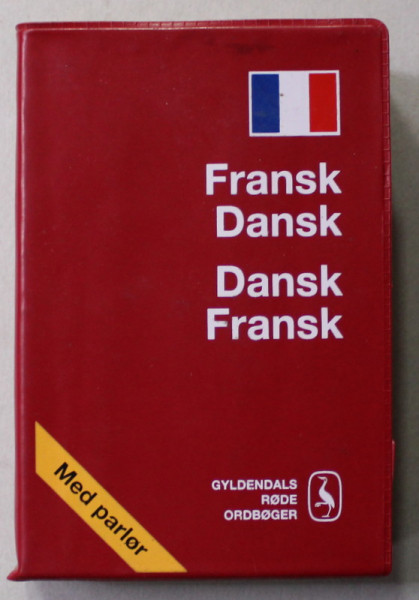 Fransk
Dansk
Dansk
Fransk
Med parlør
GYLDENDALS
RØDE
ORDBØGER